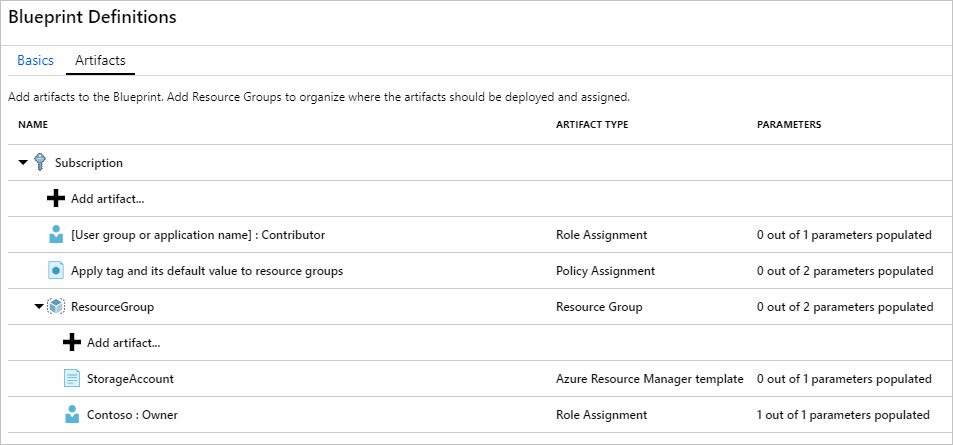 Blueprint Definitions
Basics Artifacts
Add artifacts to the Blueprint. Add Resource Groups to organize where the artifacts should be deployed and assigned.
NAME ARTIFACT TYPE PARAMETERS
Subscription
Add artifact...
[User group or application name] : Contributor Role Assignment 0 out of 1 parameters populated
Apply tag and its default value to resource groups Policy Assignment 0 out of 2 parameters populated
ResourceGroup Resource Group 0 out of 2 parameters populated
Add artifact...
StorageAccount Azure Resource Manager template 0 out of 1 parameters populated
Contoso : Owner Role Assignment 1 out of 1 parameters populated